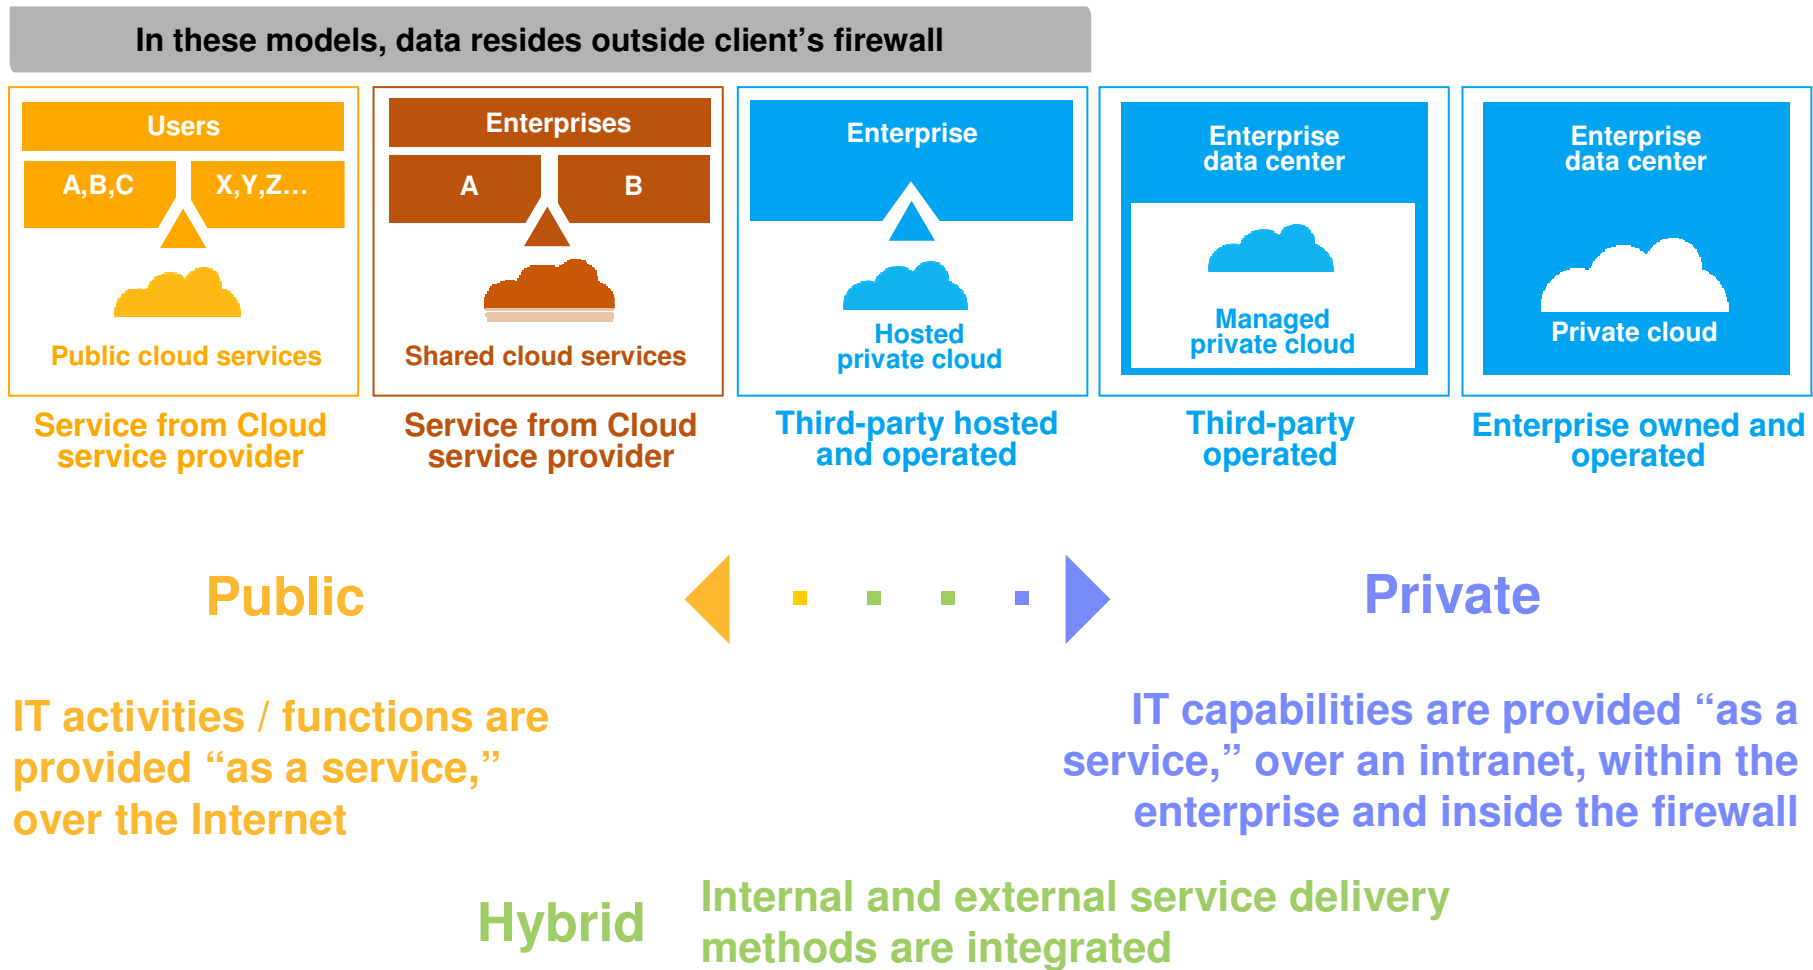 In these models, data resides outside client’s firewall
Users
A,B,C
X,Y,Z...
Public cloud services
Service from Cloud
service provider
Enterprises
A
B
Shared cloud services
Service from Cloud
service provider
Enterprise
Hosted
private cloud
Third-party hosted
and operated
Enterprise
data center
Managed
private cloud
Third-party
operated
Enterprise
data center
Private cloud
Enterprise owned and
operated
Public
Private
IT activities / functions are
provided “as a service,”
over the Internet
IT capabilities are provided “as a
service,” over an intranet, within the
enterprise and inside the firewall
Hybrid
Internal and external service delivery
methods are integrated